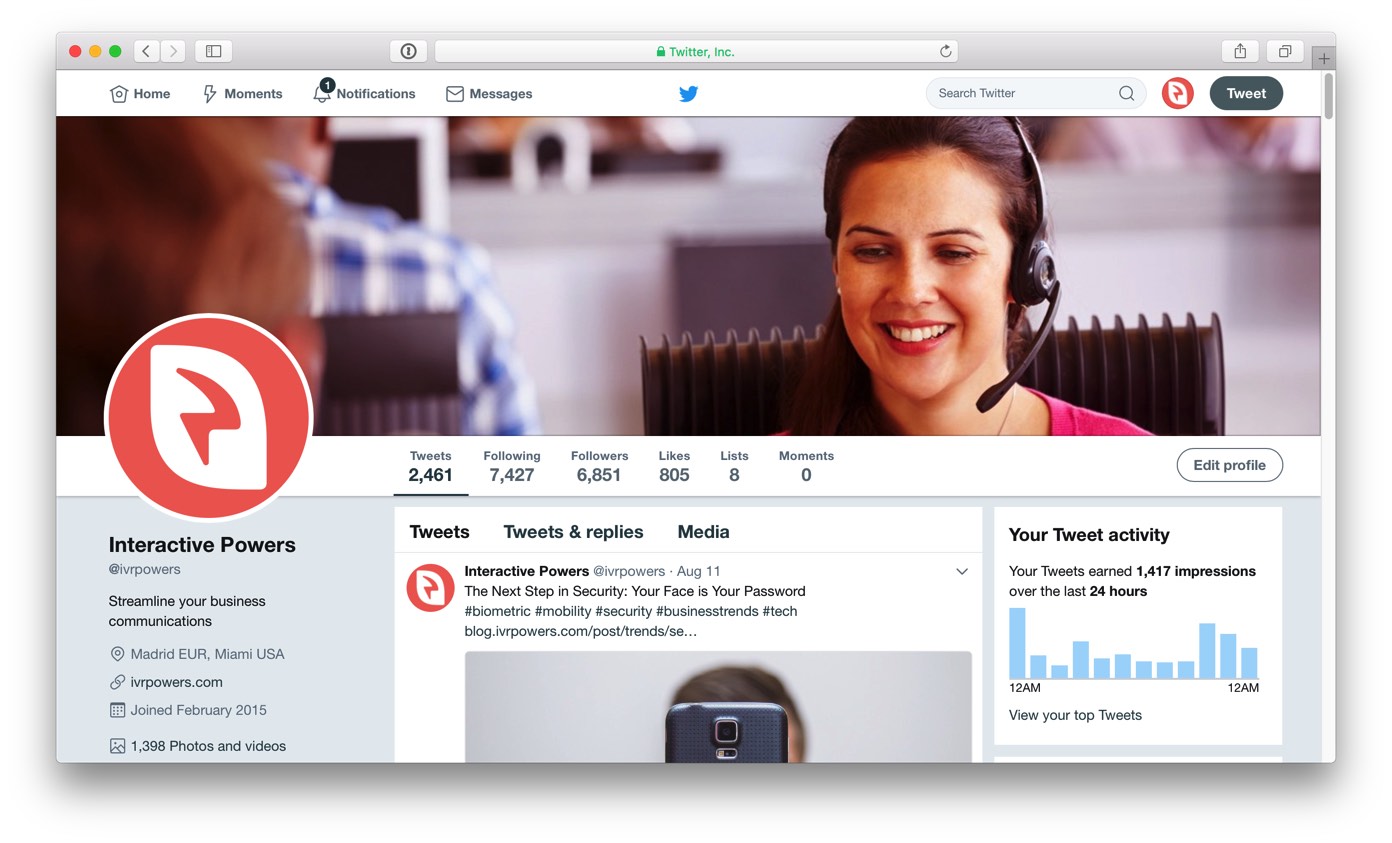 Twitter, Inc.
Home
Moments
1
Notifications
Messages
Search Twitter
Tweet
Tweets
2,461
Following
7,427
Followers
6,851
Likes
805
Lists
8
Moments
0
Edit profile
Interactive Powers
@ivrpowers
Streamline your business
communications
Madrid EUR, Miami USA
ivrpowers.com
Joined February 2015
1,398 Photos and videos
Tweets
Tweets & replies
Media
Interactive Powers @ivrpowers · Aug 11
The Next Step in Security: Your Face is Your Password
#biometric #mobility #security #businesstrends #tech
blog.ivrpowers.com/post/trends/se…
Your Tweet activity
Your Tweets earned 1,417 impressions
over the last 24 hours
12AM
12AM
View your top Tweets